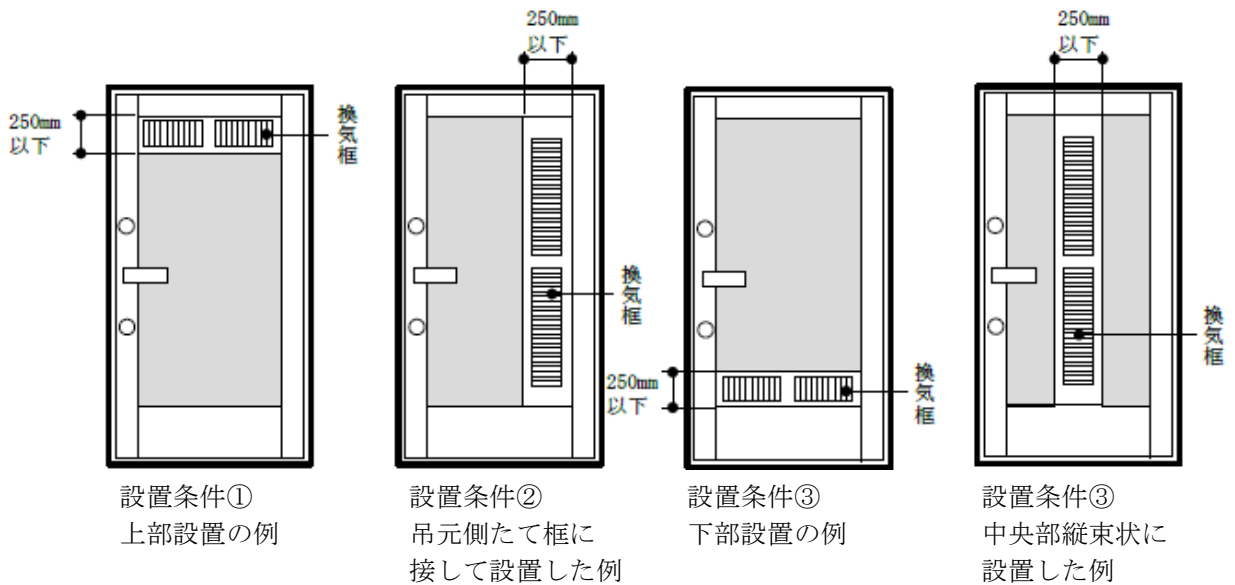 250mm
以下
換気框
設置条件①
上部設置の例
250mm
以下
換気框
設置条件②
吊元側たて框に
接して設置した例
250mm
以下
換気框
設置条件③
下部設置の例
250mm
以下
換気框
設置条件③
中央部縦束状に
設置した例